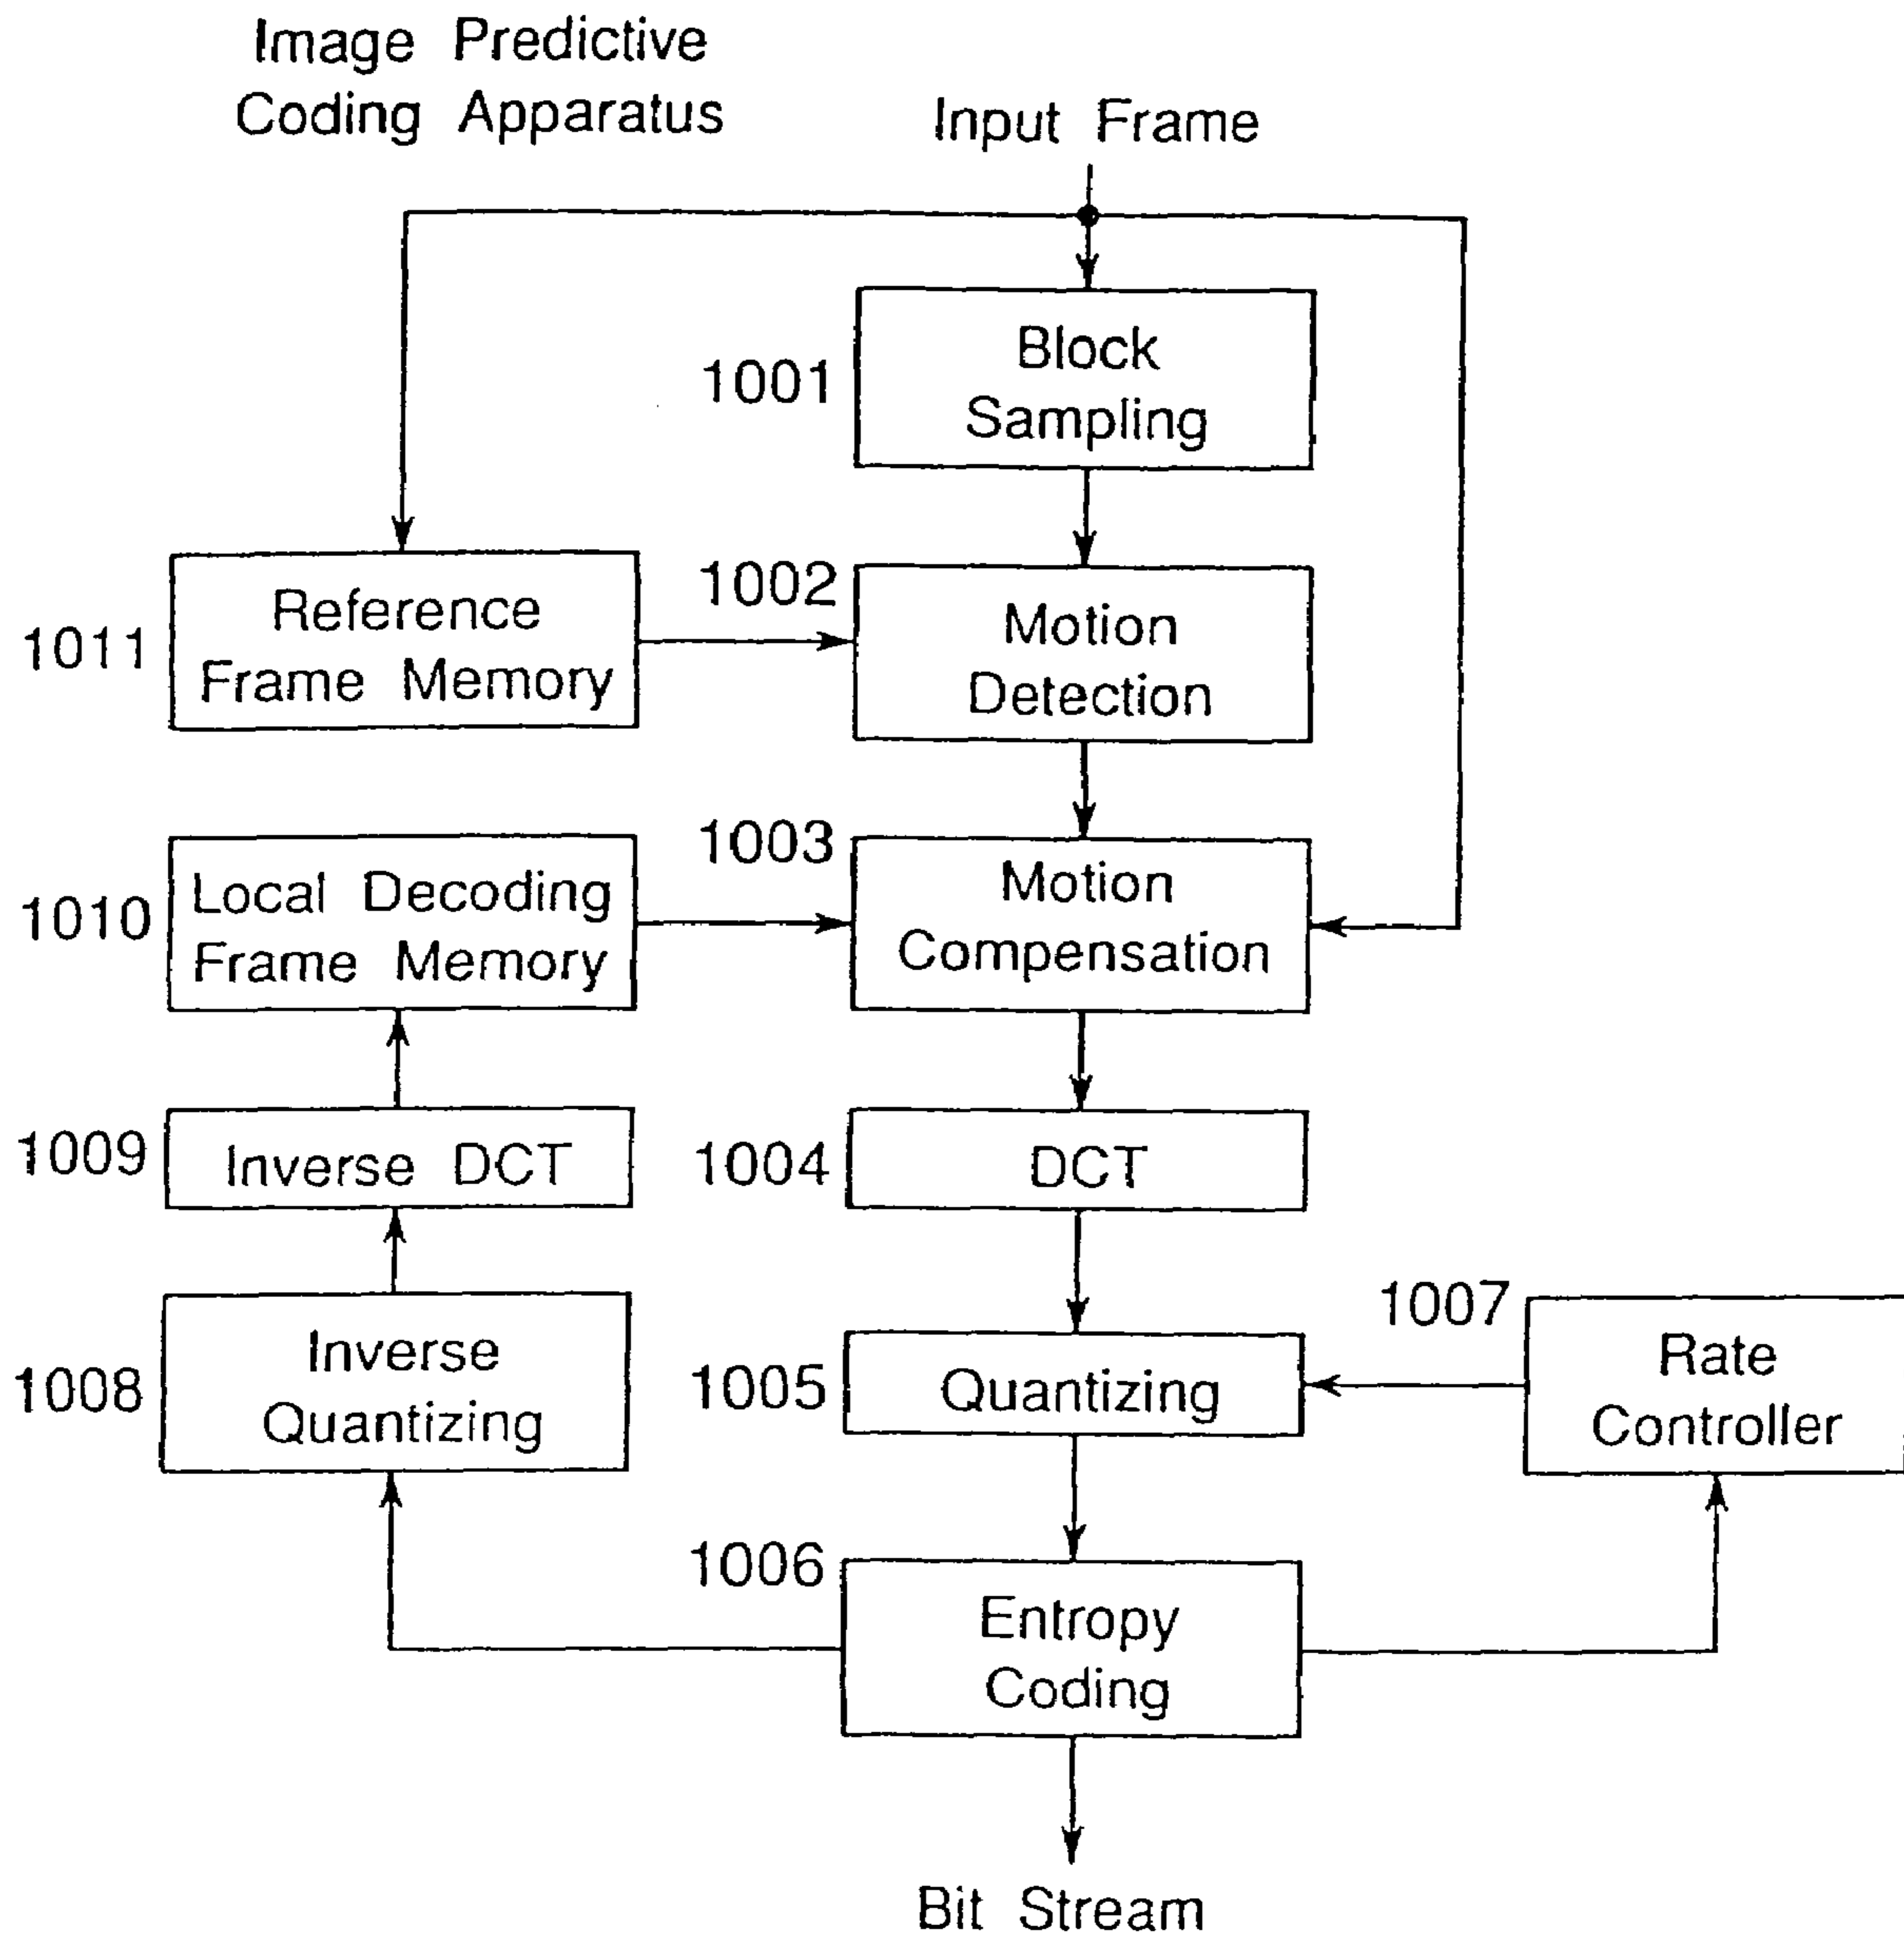 Image Predictive
Coding Apparatus
Input Frame
1001
Block
Sampling
1011
Reference
Frame Memory
1002
Motion
Detection
1010
Local Decoding
Frame Memory
1003
Motion
Compensation
1009
Inverse DCT
1004
DCT
1008
Inverse
Quantizing
1005
Quantizing
1007
Rate
Controller
1006
Entropy
Coding
Bit Stream